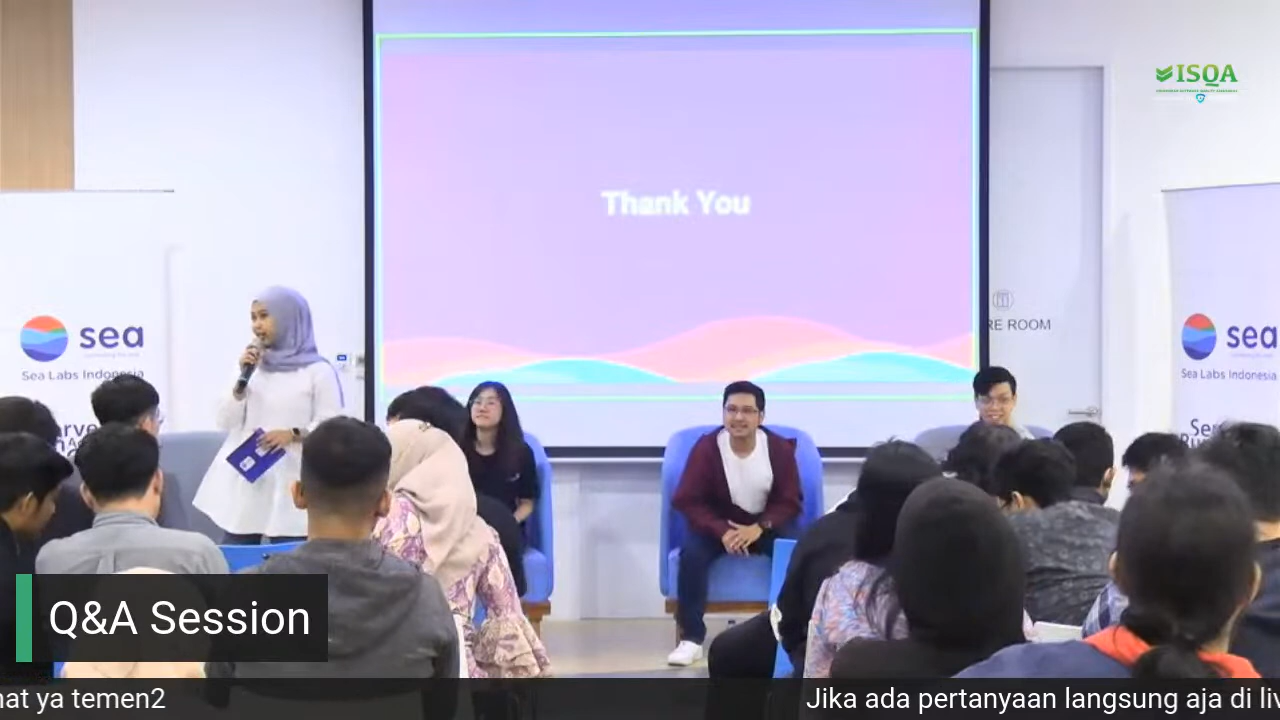 ISQA
Thank You
RE ROOM
sea
Sea Labs Indonesia
sea
Sea Labs Indonesia
Q&A Session
nat ya temen2
Jika ada pertanyaan langsung aja di liv